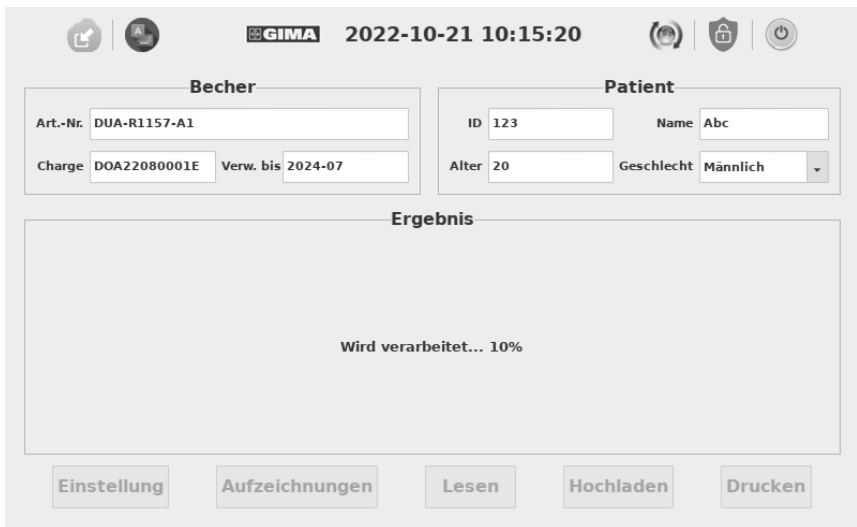 A
GIMA 2022-10-21 10:15:20
Becher
Art.-Nr. DUA-R1157-A1
Charge DOA22080001E Verw. bis 2024-07
Patient
ID 123 Name Abc
Alter 20 Geschlecht Männlich
Ergebnis
Wird verarbeitet... 10%
Einstellung Aufzeichnungen Lesen Hochladen Drucken